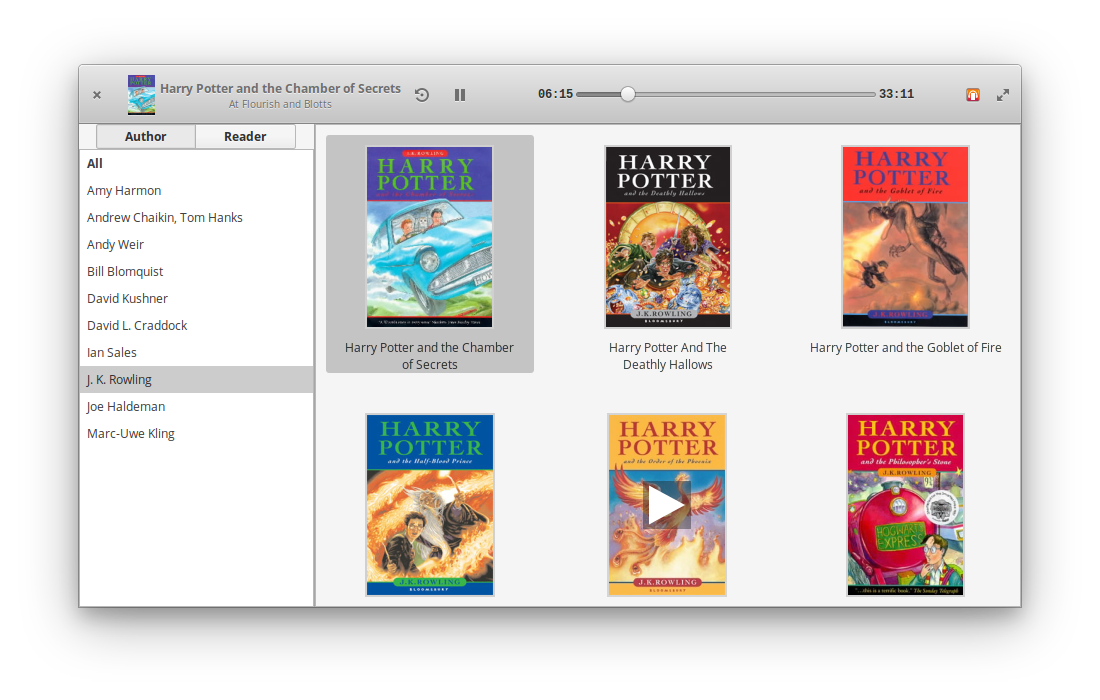 Harry Potter and the Chamber of Secrets
At Flourish and Blotts
06:15
33:11
Author
Reader
All
Amy Harmon
Andrew Chaikin, Tom Hanks
Andy Weir
Bill Blomquist
David Kushner
David L. Craddock
Ian Sales
J. K. Rowling
Joe Haldeman
Marc-Uwe Kling
J.K.ROWLING
HARRY
POTTER
Harry Potter and the Chamber
of Secrets
HARRY
POTTER
and the Deathly Hallows
J.K.ROWLING
BLOOMSBURY
Harry Potter And The
Deathly Hallows
HARRY
POTTER
and the Goblet of Fire
J.K.ROWLING
BLOOMSBURY
Harry Potter and the Goblet of Fire
HARRY
POTTER
and the Half-Blood Prince
J.K.ROWLING
BLOOMSBURY
HARRY
POTTER
and the Order of the Phoenix
J.K.ROWLING
BLOOMSBURY
HARRY
POTTER
and the Philosopher's Stone
J.K.ROWLING
HOGWARTS
EXPRESS
"...this is a terrific book." The Sunday Telegraph